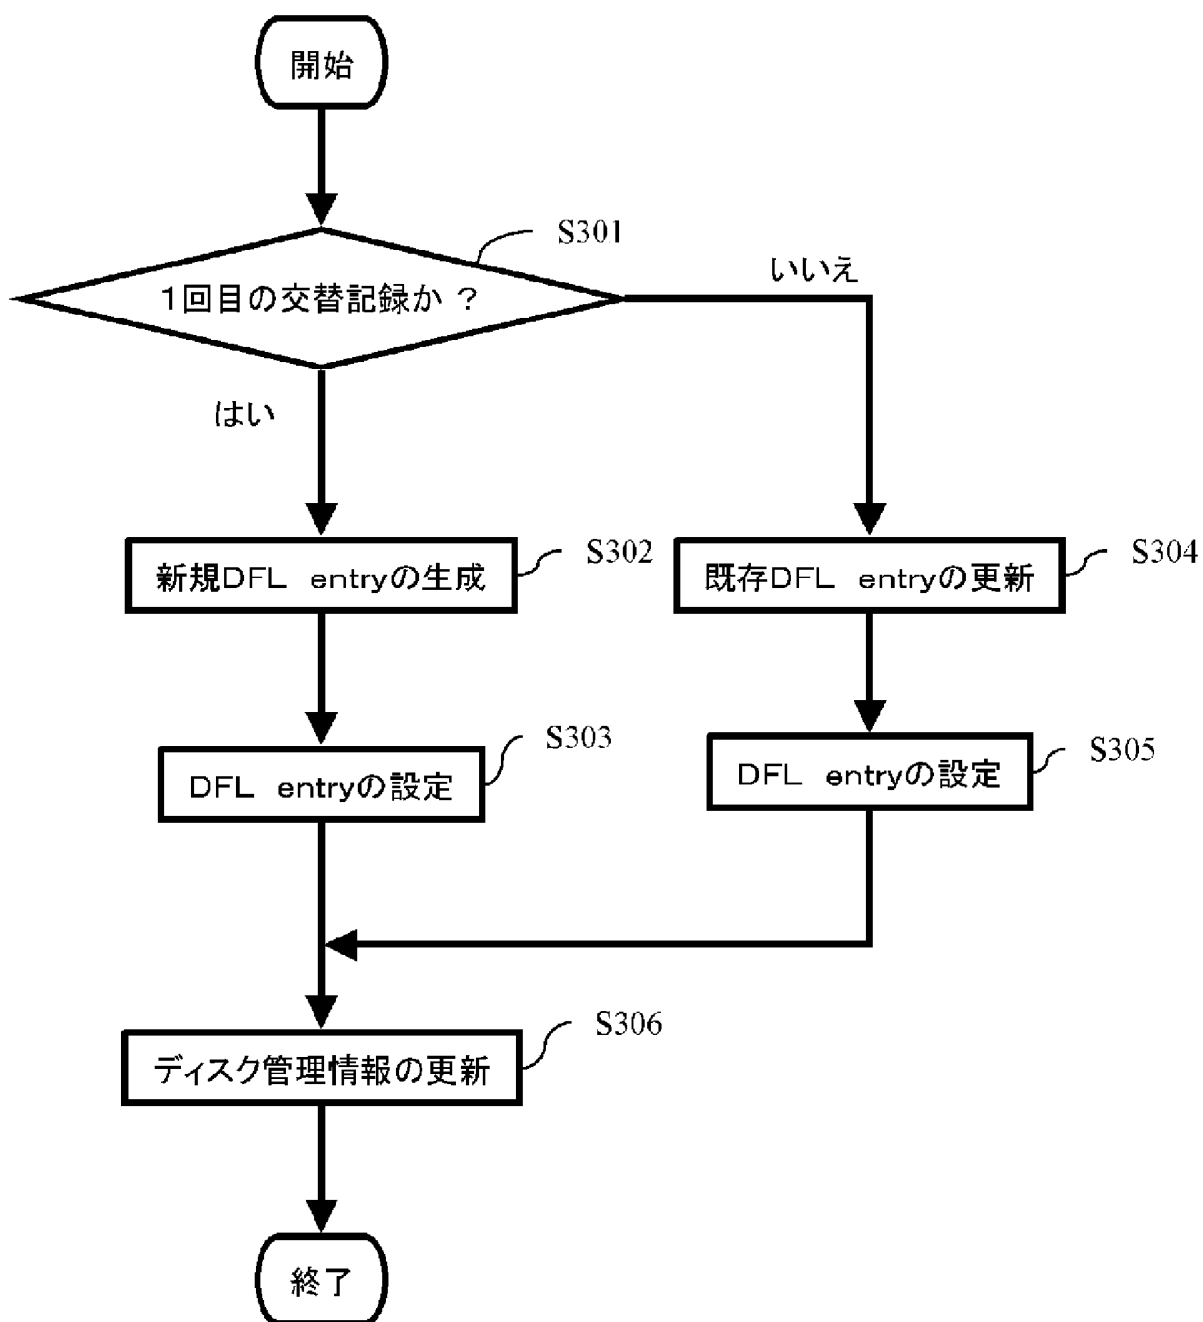 開始
S301
1回目の交替記録か ?
いいえ
はい
S302
新規DFL entryの生成
S304
既存DFL entryの更新
S303
DFL entryの設定
S305
DFL entryの設定
S306
ディスク管理情報の更新
終了